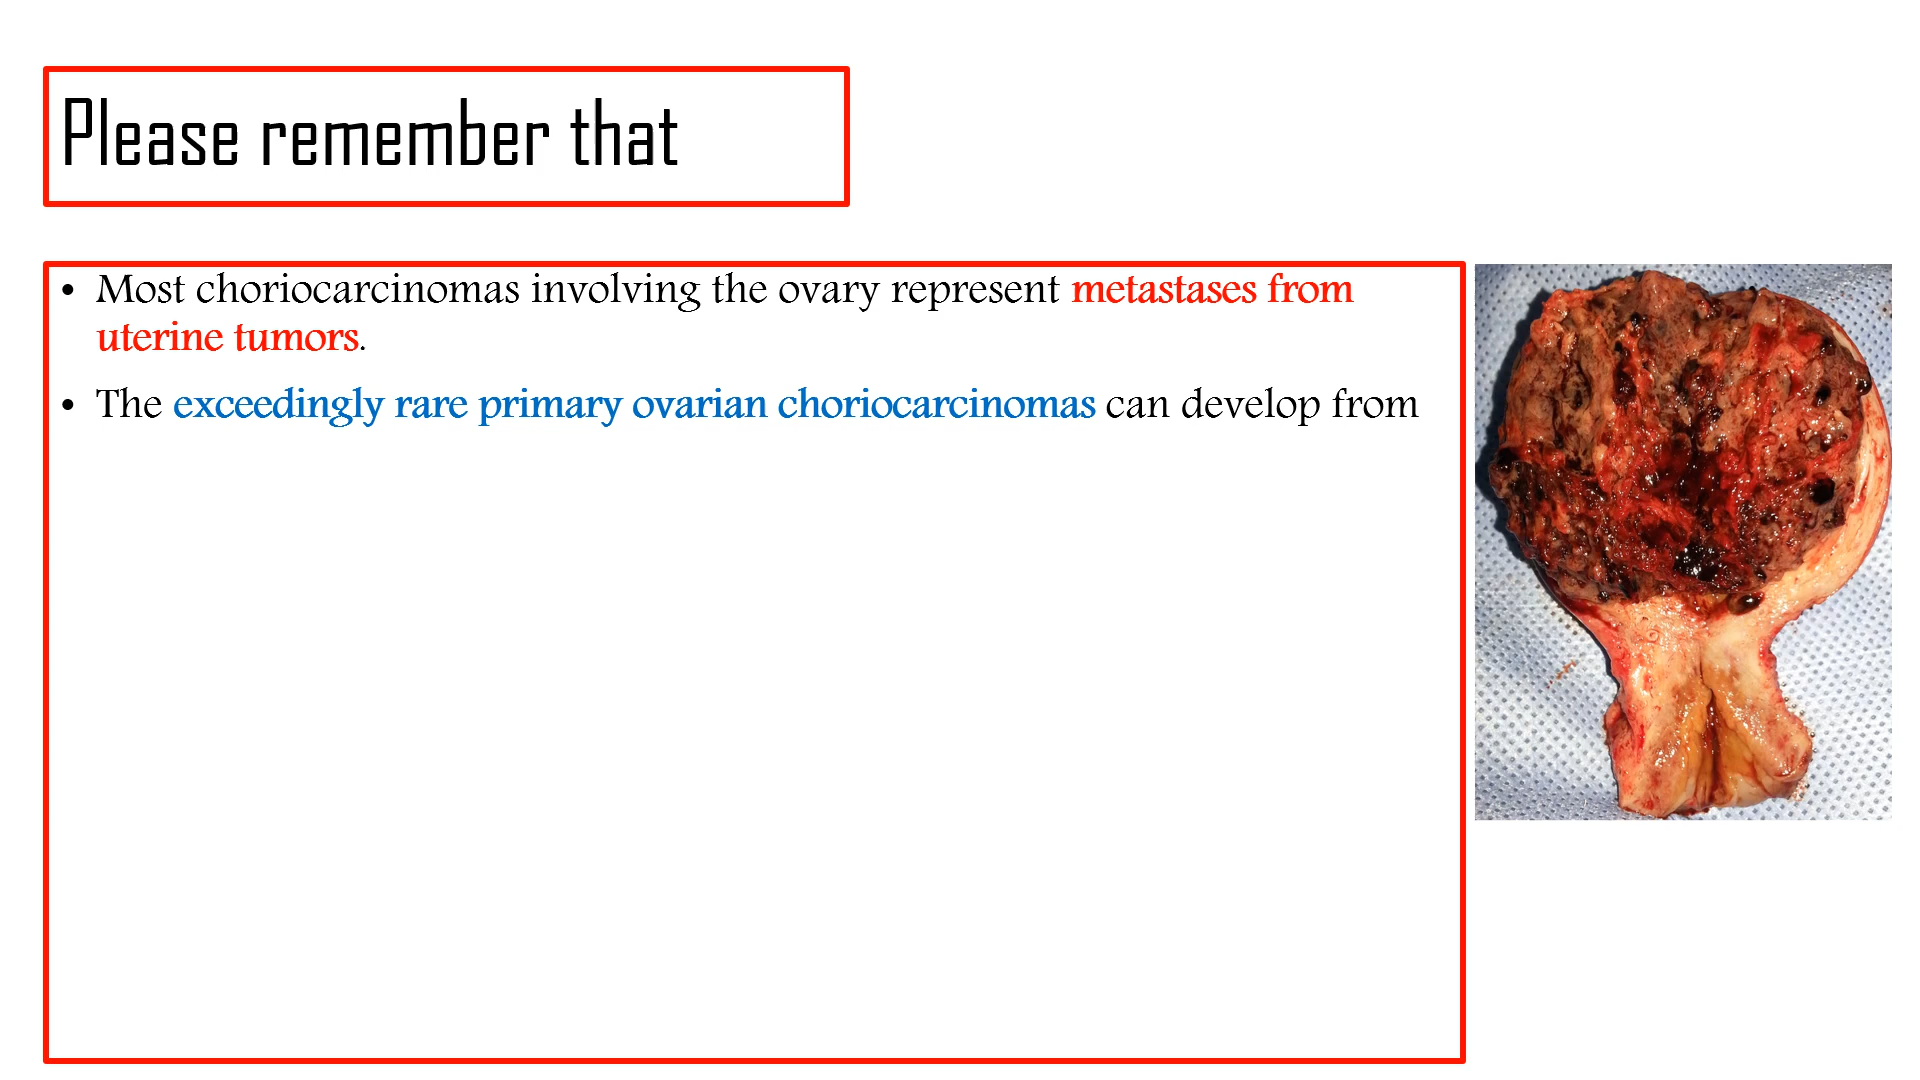 Please remember that
• Most choriocarcinomas involving the ovary represent metastases from
uterine tumors.
• The exceedingly rare primary ovarian choriocarcinomas can develop from